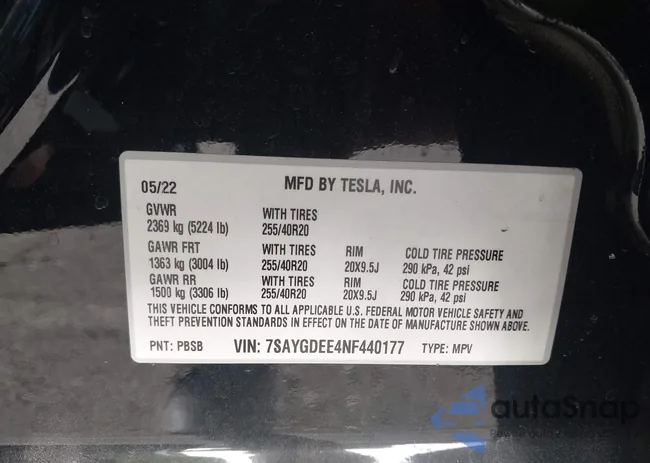 05/22 MFD BY TESLA, INC.
GVWR WITH TIRES
2369 kg (5224 lb) 255/40R20
GAWR FRT WITH TIRES RIM COLD TIRE PRESSURE
1363 kg (3004 lb) 255/40R20 20X9.5J 290 kPa, 42 psi
GAWR RR WITH TIRES RIM COLD TIRE PRESSURE
1500 kg (3306 lb) 255/40R20 20X9.5J 290 kPa, 42 psi
THIS VEHICLE CONFORMS TO ALL APPLICABLE U.S. FEDERAL MOTOR VEHICLE SAFETY AND
THEFT PREVENTION STANDARDS IN EFFECT ON THE DATE OF MANUFACTURE SHOWN ABOVE.
PNT: PBSB VIN: 7SAYGDEE4NF440177 TYPE: MPV
autoSnap